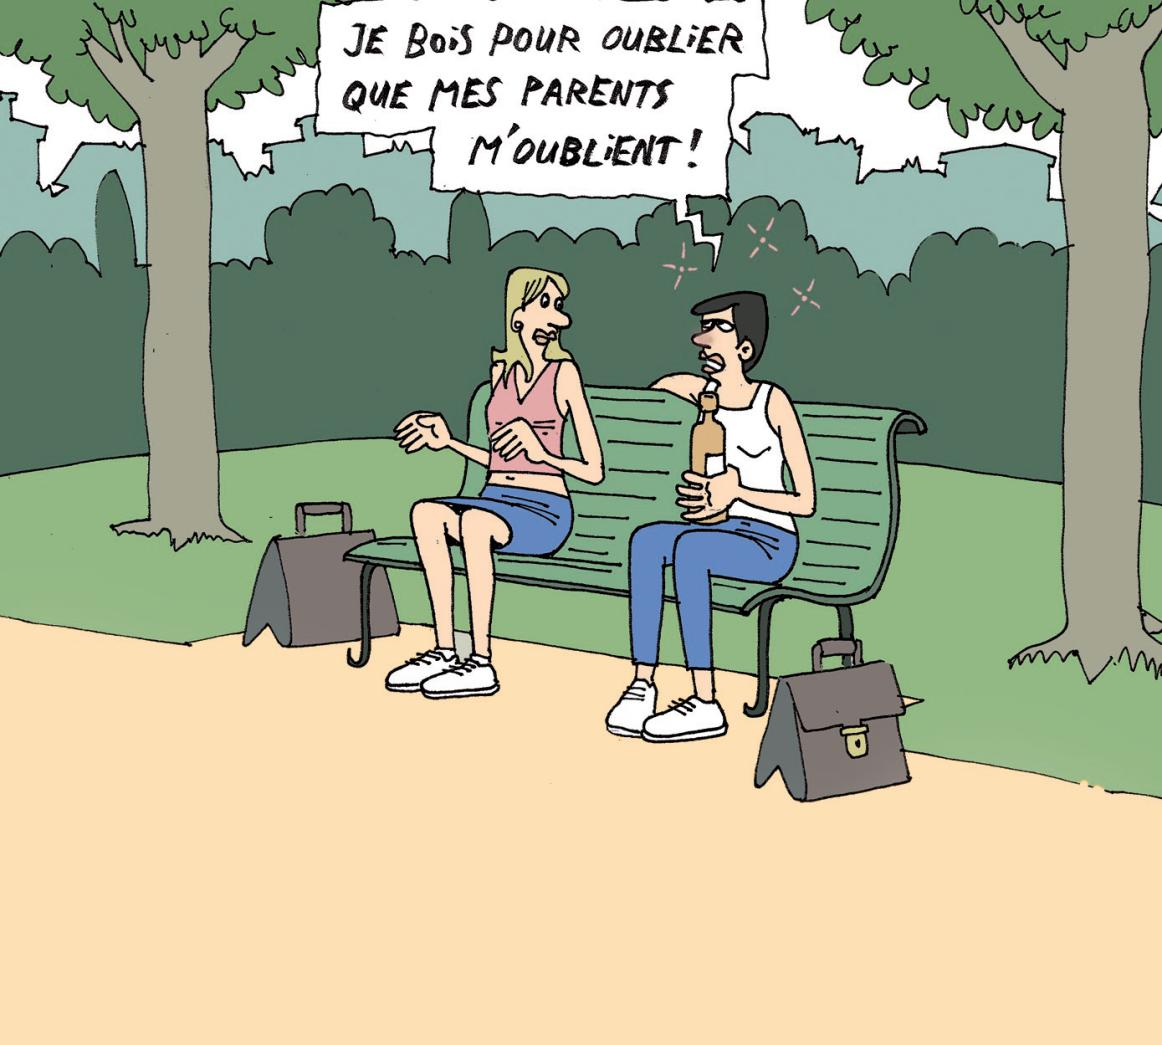 JE BOIS POUR OUBLIER
QUE MES PARENTS
M'OUBLIENT!